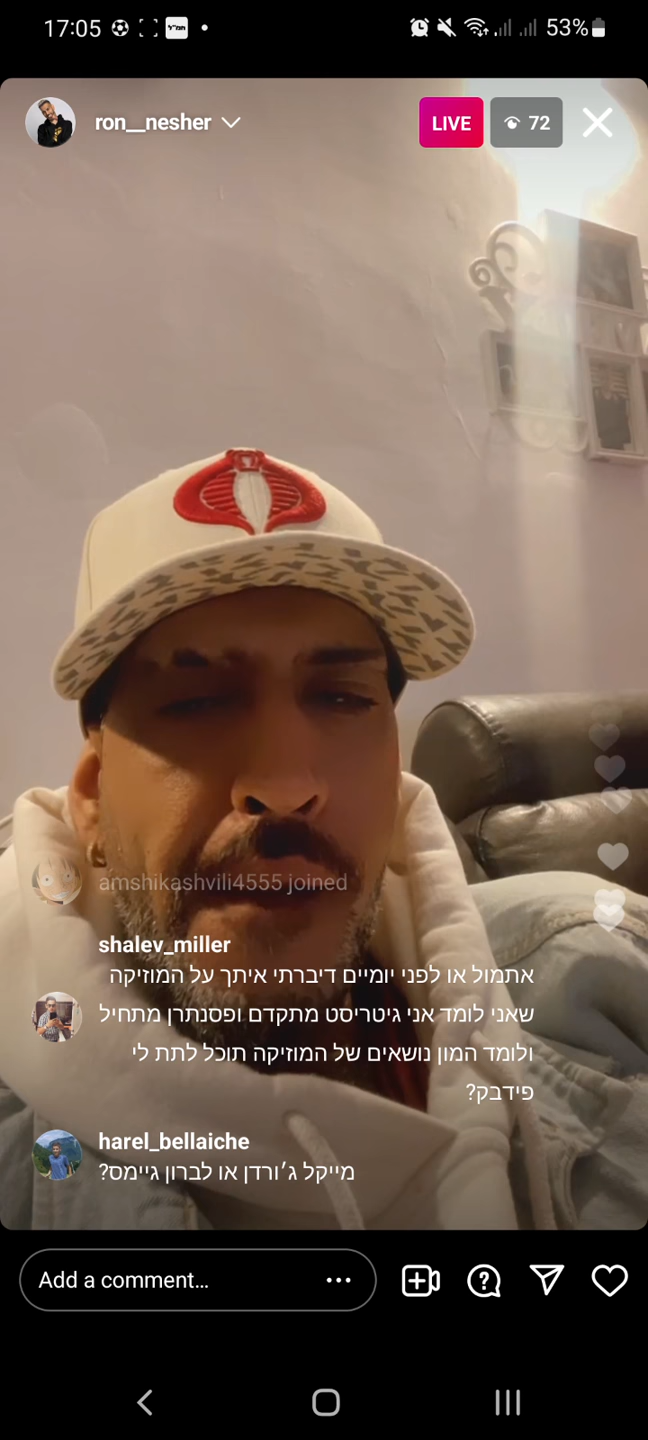 17:05
חמ"ל
53%
ron__nesher
LIVE
72
amshikashvili4555 joined
shalev_miller
אתמול או לפני יומיים דיברתי איתך על המוזיקה
שאני לומד אני גיטריסט מתקדם ופסנתרן מתחיל
ולומד המון נושאים של המוזיקה תוכל לתת לי
פידבק?
harel_bellaiche
מייקל ג׳ורדן או לברון גיימס?
Add a comment...